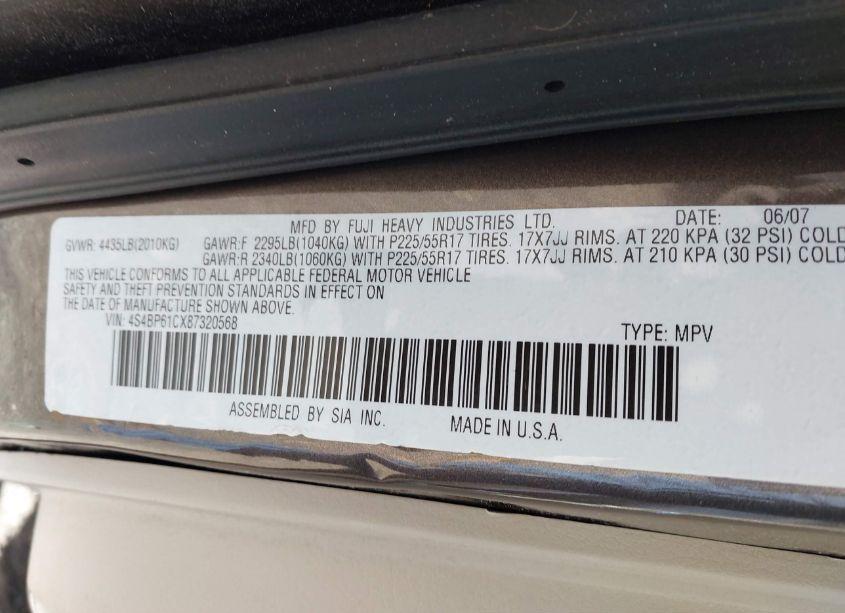 MFD BY FUJI HEAVY INDUSTRIES LTD. DATE: 06/07
GVWR: 4435LB(2010KG) GAWR:F 2295LB(1040KG) WITH P225/55R17 TIRES. 17X7JJ RIMS. AT 220 KPA (32 PSI) COLD
GAWR:R 2340LB(1060KG) WITH P225/55R17 TIRES. 17X7JJ RIMS. AT 210 KPA (30 PSI) COLD
THIS VEHICLE CONFORMS TO ALL APPLICABLE FEDERAL MOTOR VEHICLE
SAFETY AND THEFT PREVENTION STANDARDS IN EFFECT ON
THE DATE OF MANUFACTURE SHOWN ABOVE.
VIN: 4S4BP61CX87320568 TYPE: MPV
ASSEMBLED BY SIA INC. MADE IN U.S.A.